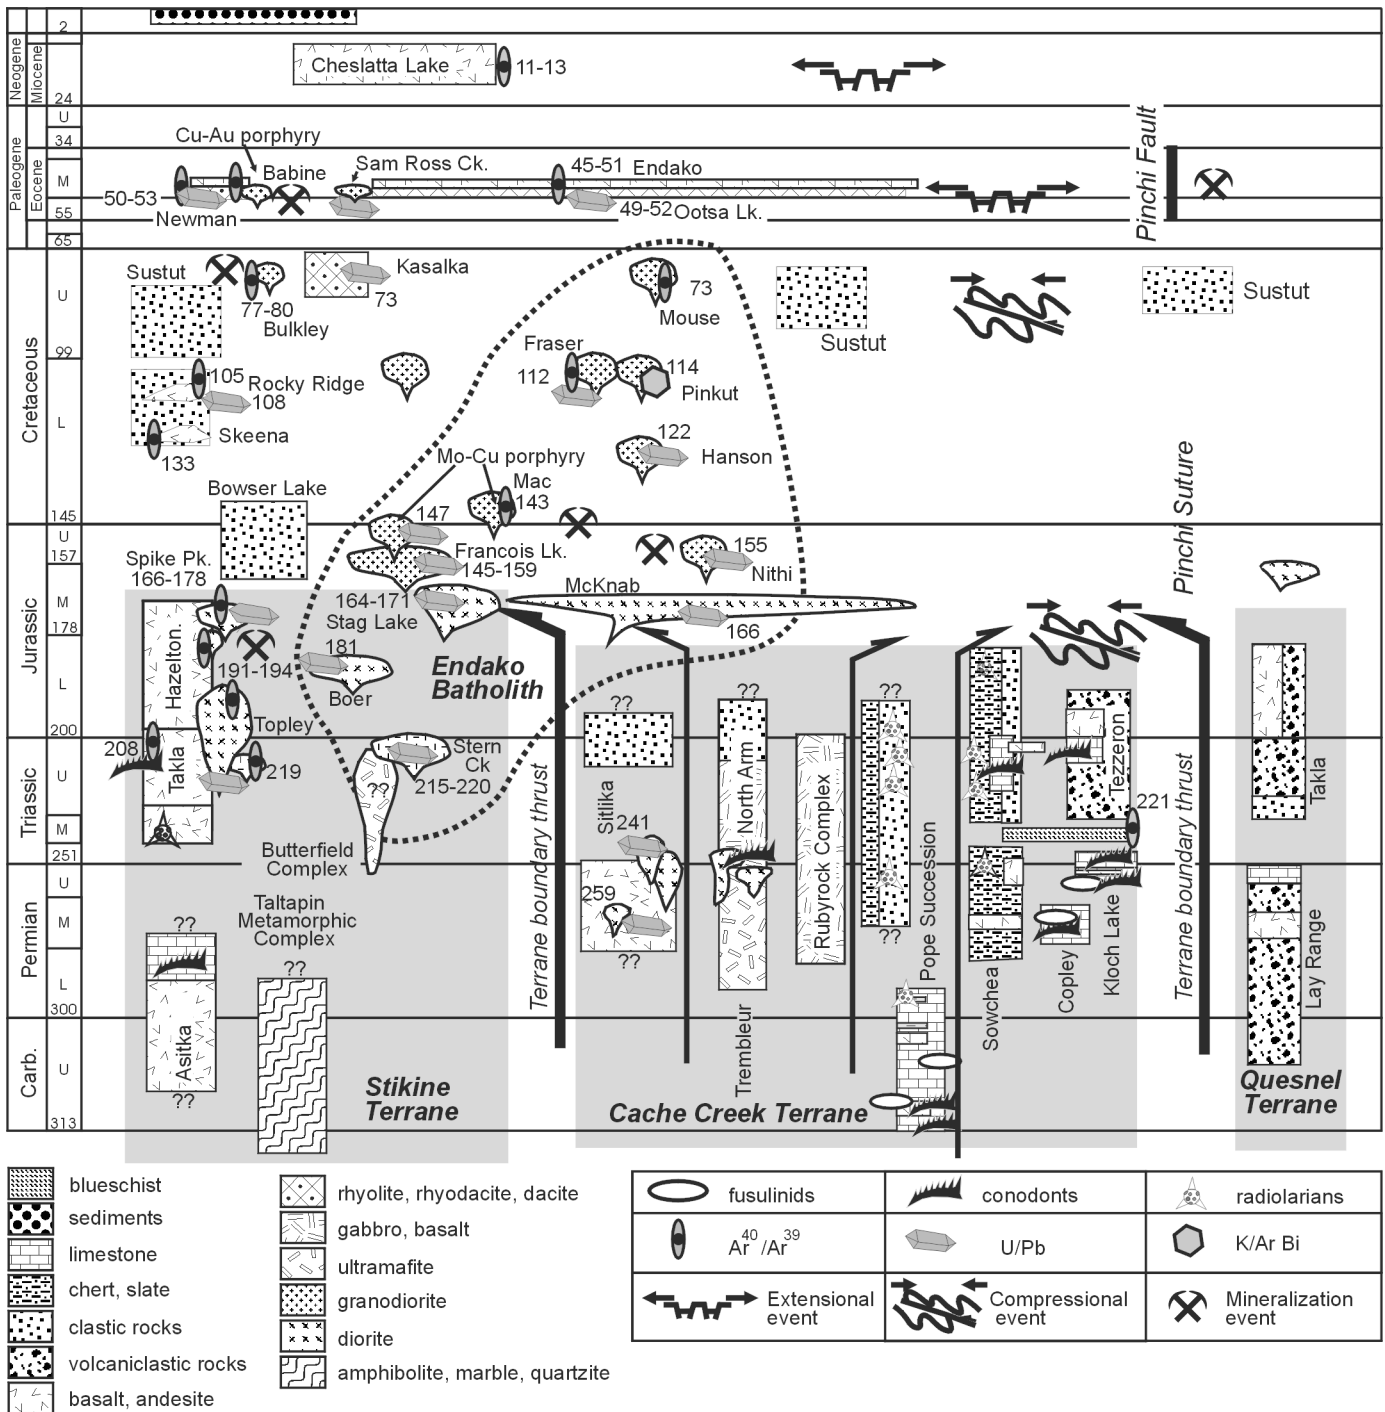 2
Neogene
Miocene
Cheslatta Lake
11-13
24
U
34
Paleogene
Eocene
M
55
65
Cu-Au porphyry
Babine
Sam Ross Ck.
45-51 Endako
50-53
Newman
49-52 Ootsa Lk.
Pinchi Fault
Cretaceous
U
99
L
145
Sustut
77-80
Bulkley
Kasalka
73
73
Mouse
Sustut
Sustut
Fraser
112
114
Pinkut
105
Rocky Ridge
108
Skeena
133
122
Hanson
Mo-Cu porphyry
Mac
143
Bowser Lake
147
Pinchi Suture
Jurassic
U
157
M
178
L
200
Spike Pk.
166-178
Francois Lk.
145-159
155
Nithi
McKnab
164-171
Stag Lake
166
Hazelton.
191-194
181
Boer
Endako
Batholith
Topley
208
Takla
219
Stern
Ck
215-220
??
??
??
??
Triassic
U
M
251
Sitlika
North Arm
Rubyrock Complex
Tezzeron
221
Takla
241
Butterfield
Complex
259
Terrane boundary thrust
Terrane boundary thrust
Permian
U
M
L
300
Taltapin
Metamorphic
Complex
??
??
??
??
Pope Succession
Sowchea
Copley
Kloch Lake
Lay Range
Trembleur
Asitka
??
Carb.
U
313
Stikine
Terrane
Cache Creek Terrane
Quesnel
Terrane
blueschist
sediments
limestone
chert, slate
clastic rocks
volcaniclastic rocks
basalt, andesite
rhyolite, rhyodacite, dacite
gabbro, basalt
ultramafite
granodiorite
diorite
amphibolite, marble, quartzite
fusulinids
conodonts
radiolarians
Ar40/Ar39
U/Pb
K/Ar Bi
Extensional
event
Compressional
event
Mineralization
event